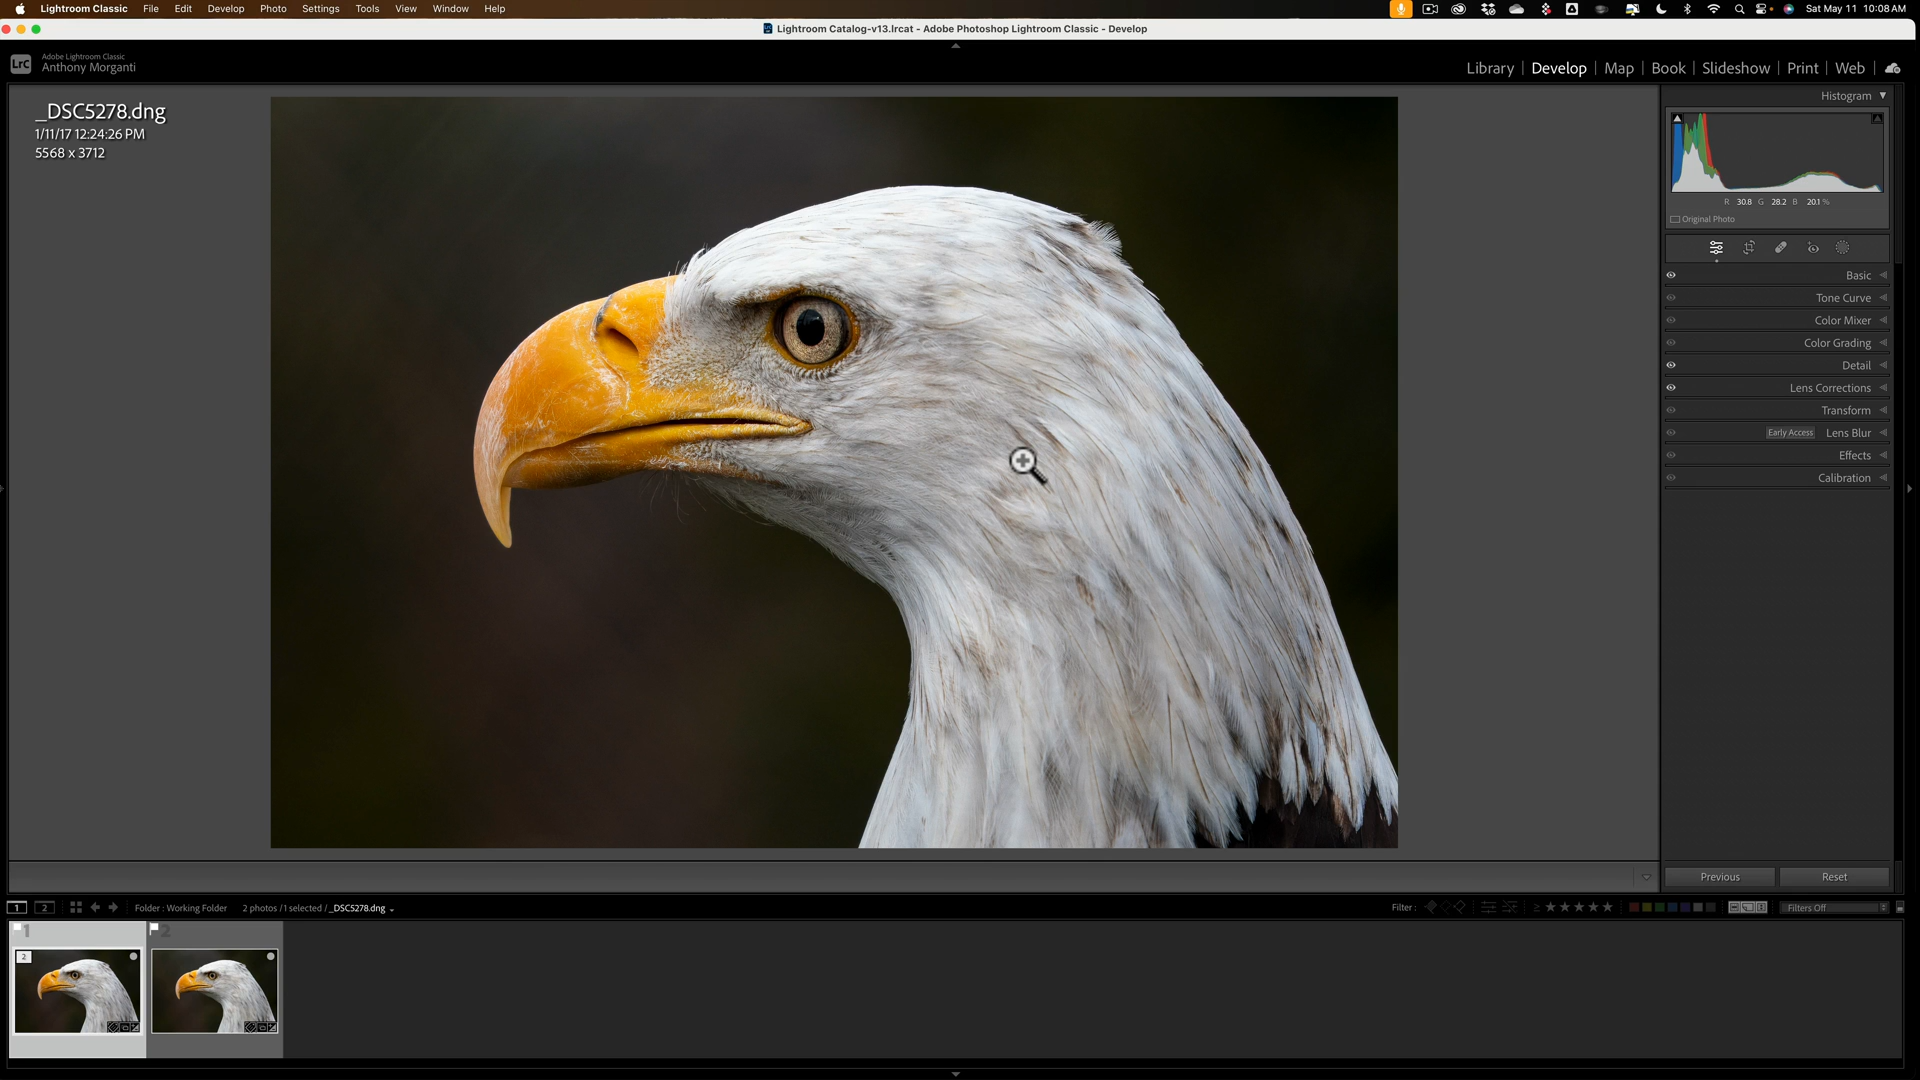 Lightroom Classic File Edit Develop Photo Settings Tools View Window Help Sat May 11 10:08 AM
Lightroom Catalog-v13.lrcat - Adobe Photoshop Lightroom Classic - Develop
LrC
Adobe Lightroom Classic
Anthony Morganti
Library | Develop | Map | Book | Slideshow | Print | Web
_DSC5278.dng
1/11/17 12:24:26 PM
5568 x 3712
Histogram
R 30.8 G 28.2 B 20.1 %
Original Photo
Basic
Tone Curve
Color Mixer
Color Grading
Detail
Lens Corrections
Transform
Early Access Lens Blur
Effects
Calibration
Previous Reset
1 2 Folder : Working Folder 2 photos /1 selected /_DSC5278.dng Filter : ≥ ★ ★ ★ ★ ★ Filters Off
1 2
2